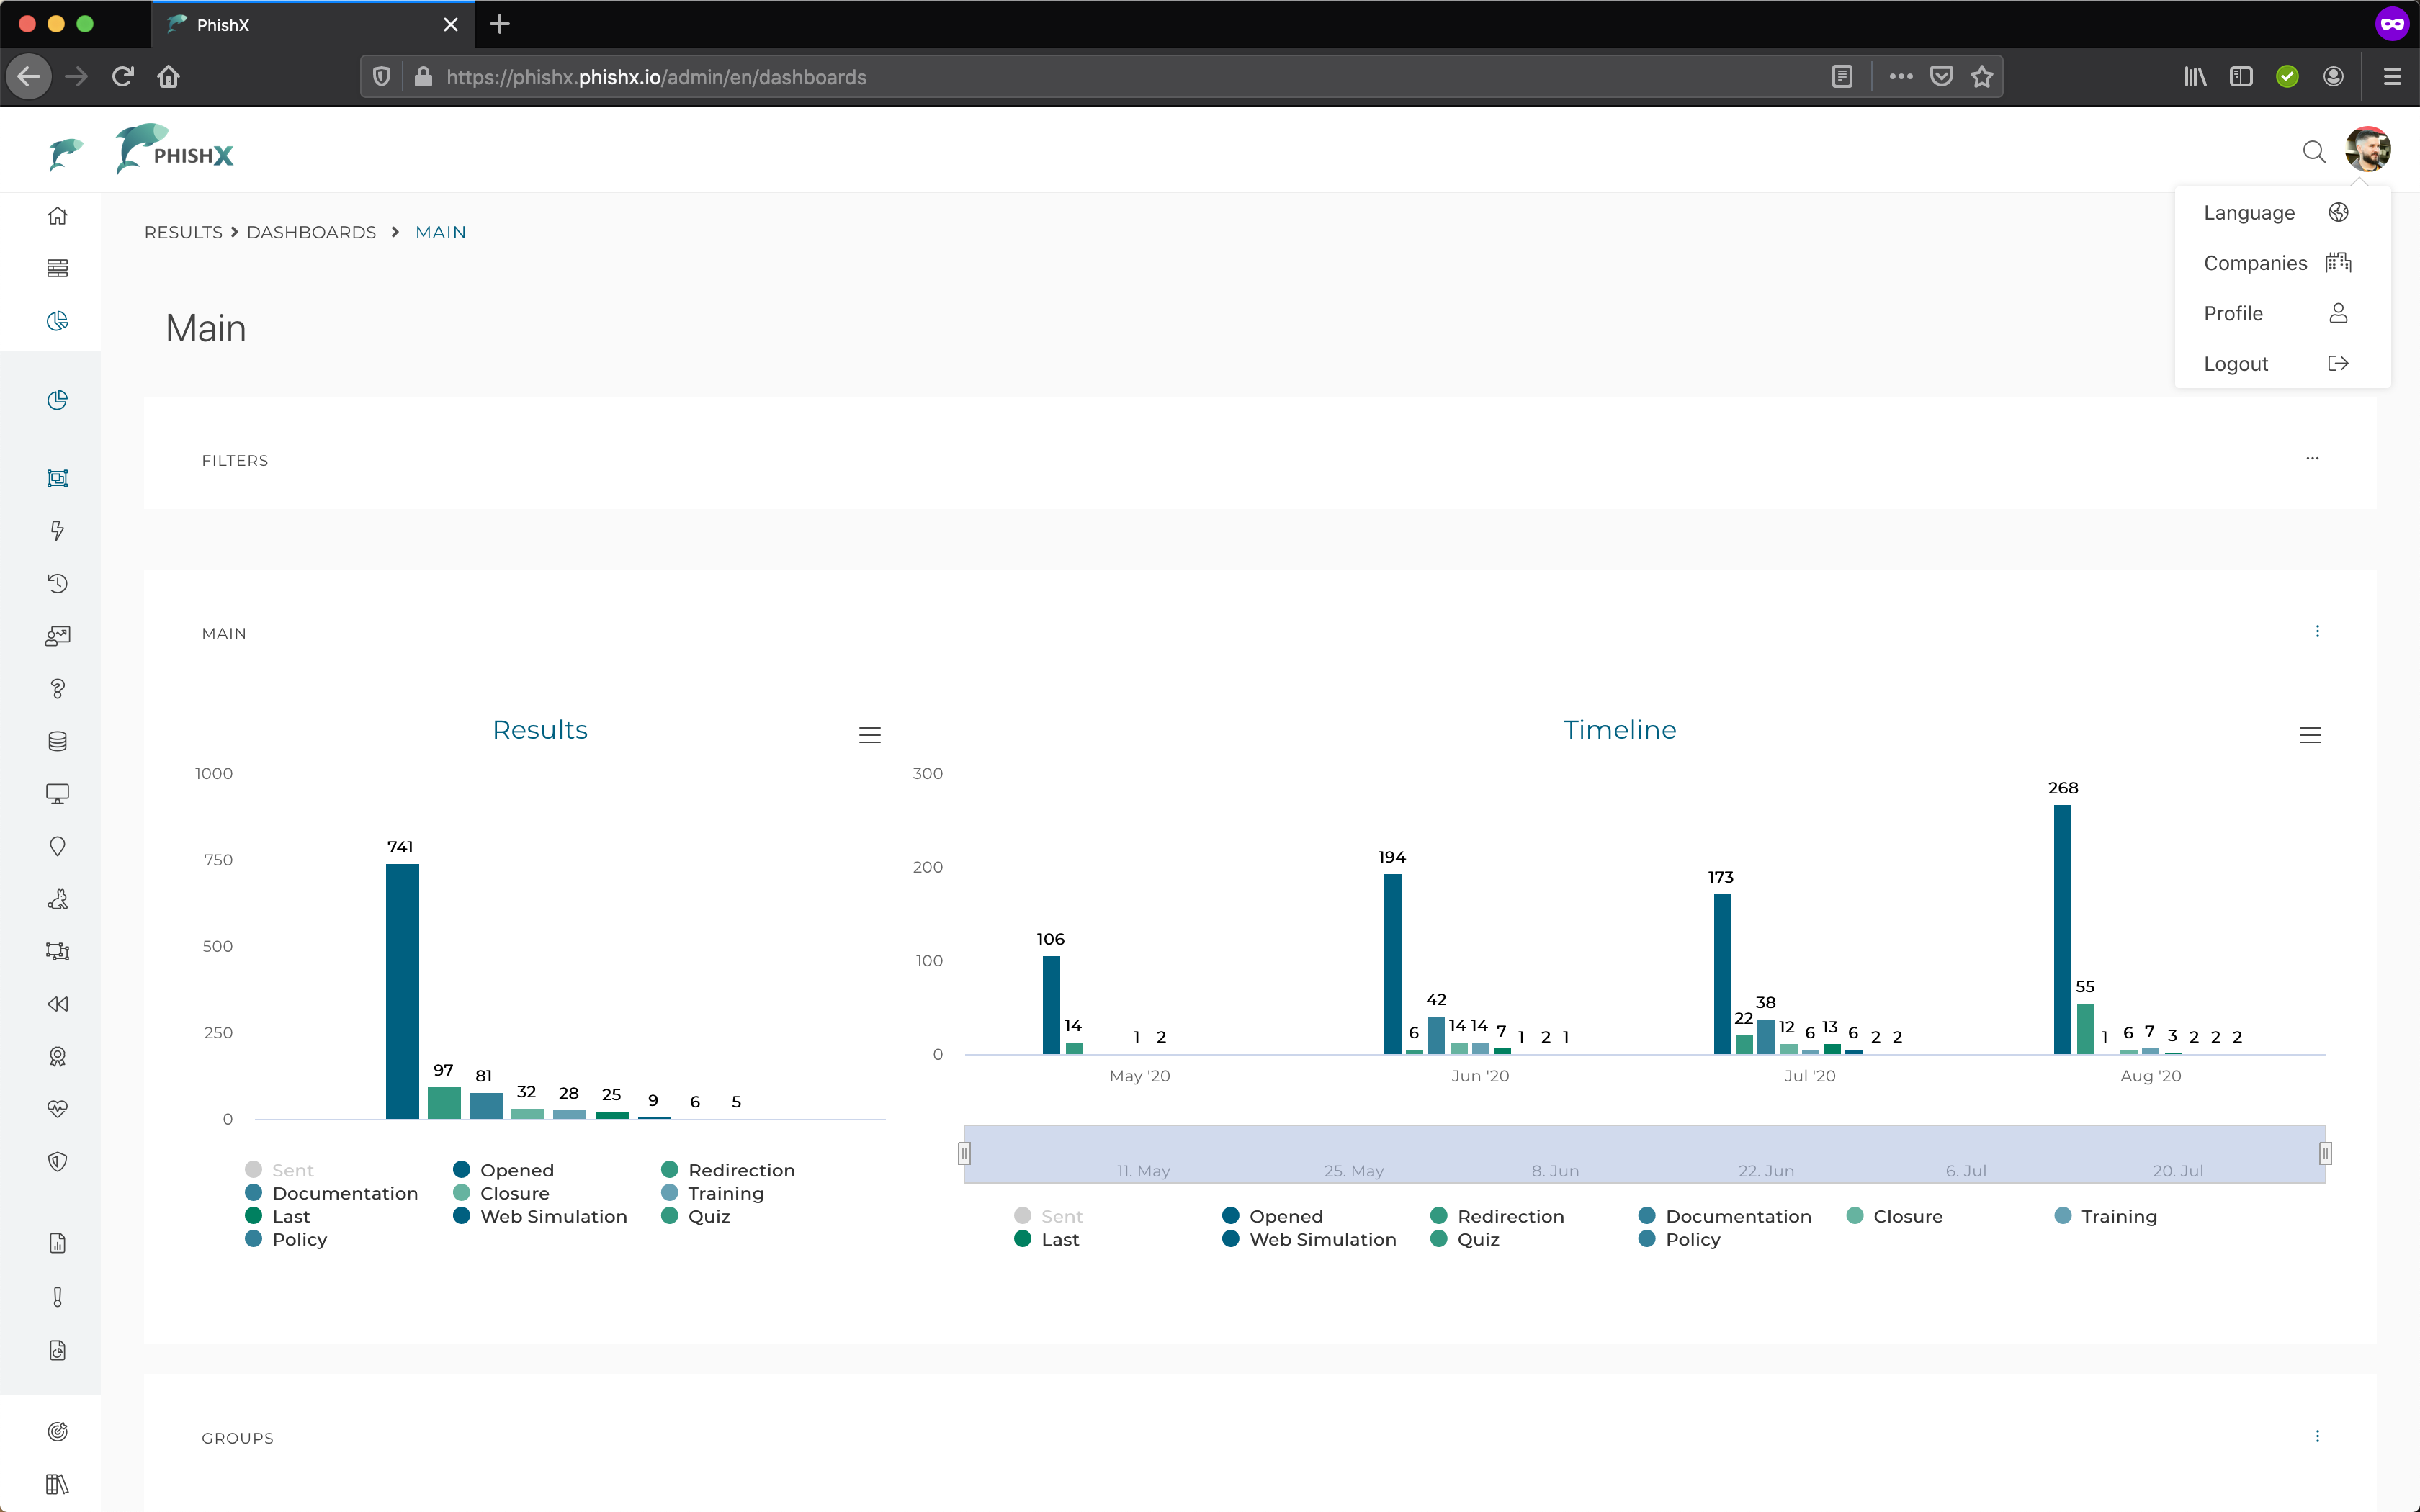 PhishX
https://phishx.phishx.io/admin/en/dashboards
PHISHX
Language
Companies
Profile
Logout
RESULTS DASHBOARDS MAIN
Main
FILTERS
MAIN
Results
1000
750
500
250
0
741
97
81
32
28
25
9
6
5
Sent Opened Redirection
Documentation Closure Training
Last Web Simulation Quiz
Policy
Timeline
300
200
100
0
106 14 1 2
194 6 42 14 14 7 1 2 1
173 22 38 12 6 13 6 2 2
268 55 1 6 7 3 2 2 2
May '20 Jun '20 Jul '20 Aug '20
11. May 25. May 8. Jun 22. Jun 6. Jul 20. Jul
Sent Opened Redirection Documentation Closure Training
Last Web Simulation Quiz Policy
GROUPS